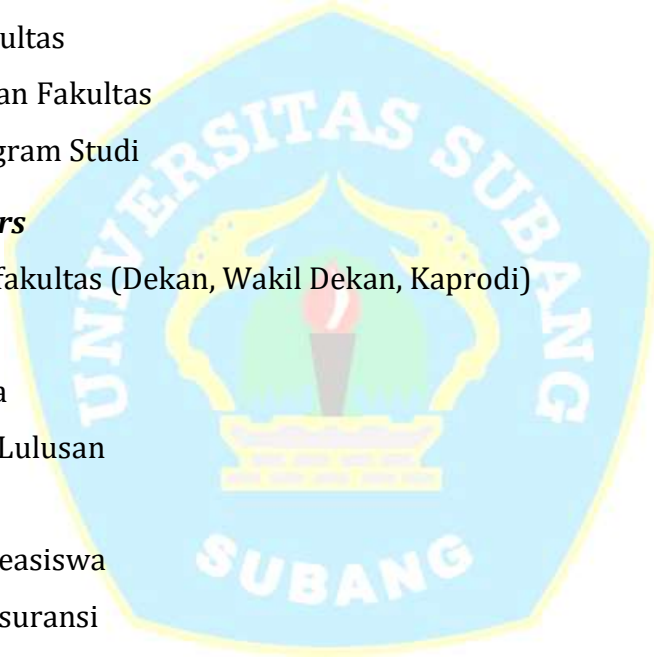 ultas
an Fakultas
gram Studi
rs
fakultas (Dekan, Wakil Dekan, Kaprodi)
a
Lulusan
easiswa
suransi
UNIVERSITAS SUBANG
SUBANG